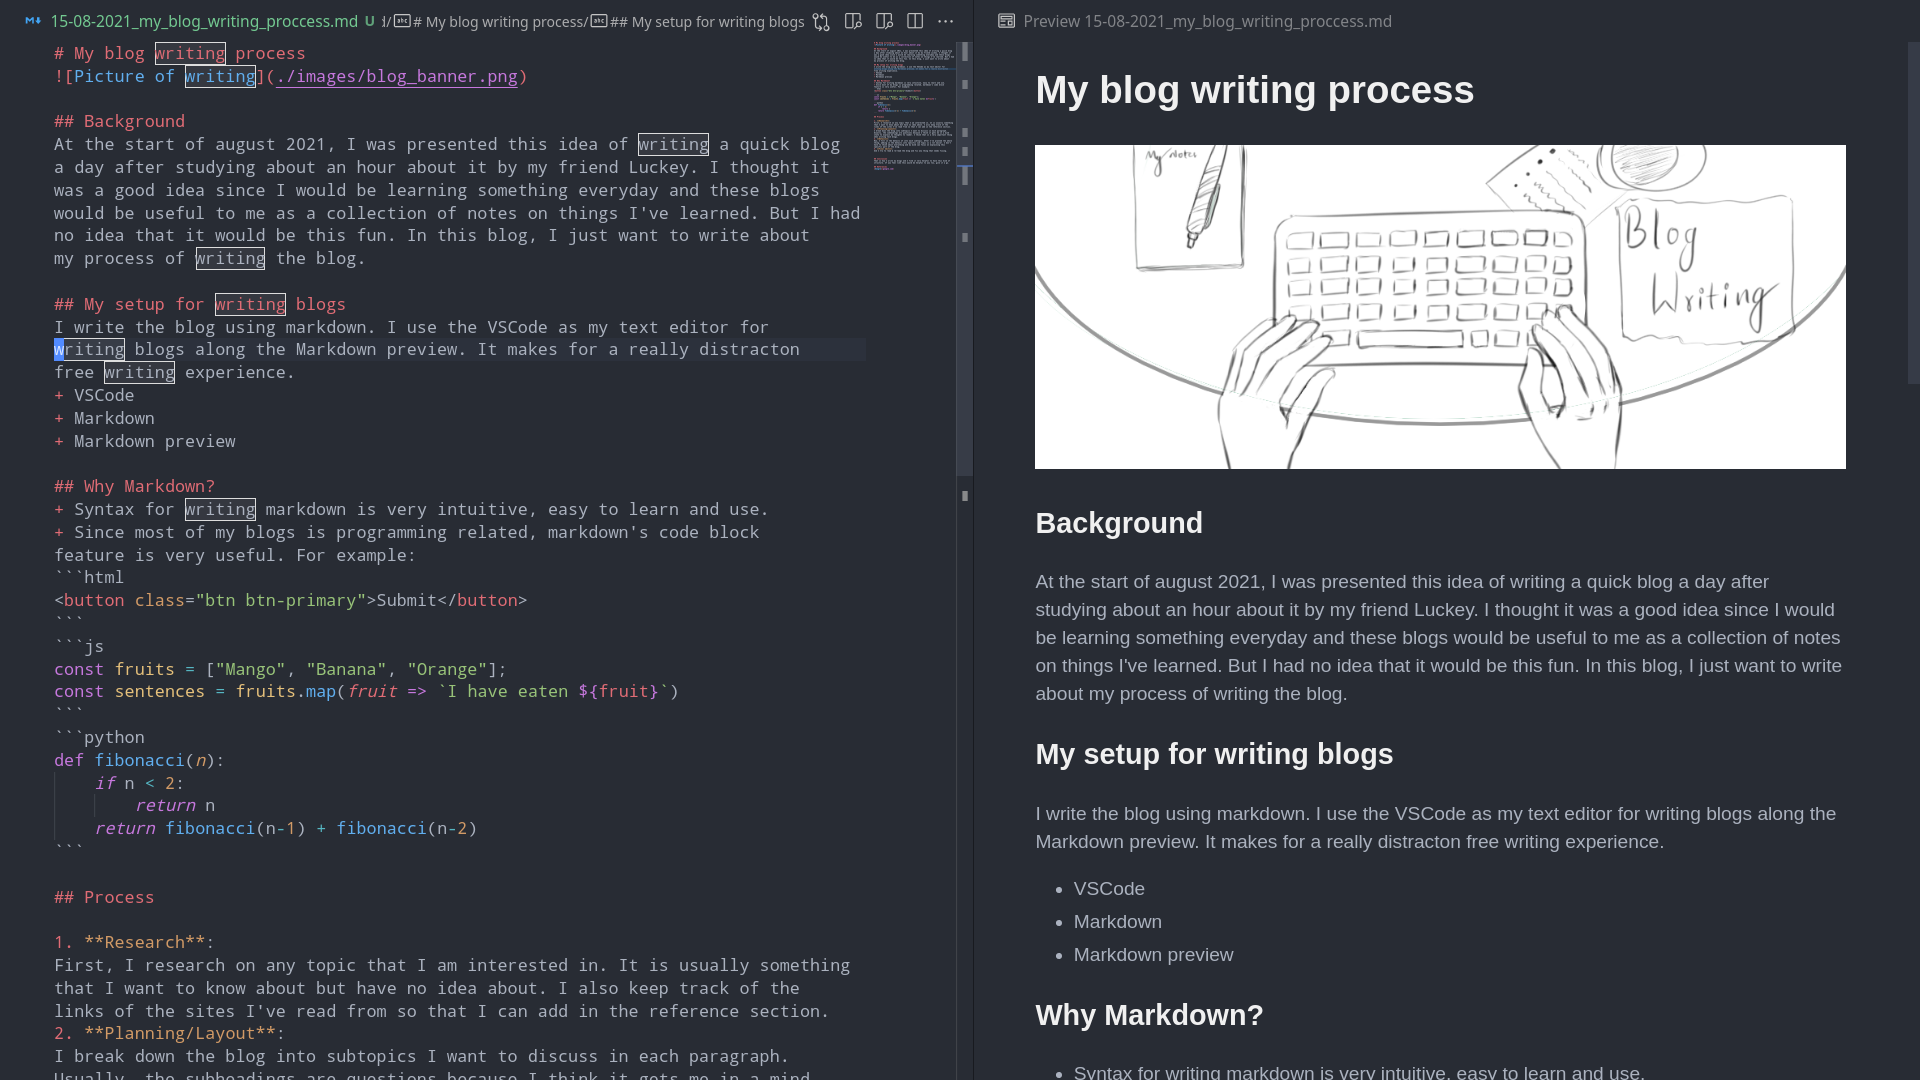 15-08-2021_my_blog_writing_proccess.md U # My blog writing process/ ## My setup for writing blogs
# My blog writing process
![Picture of writing](./images/blog_banner.png)
## Background
At the start of august 2021, I was presented this idea of writing a quick blog
a day after studying about an hour about it by my friend Luckey. I thought it
was a good idea since I would be learning something everyday and these blogs
would be useful to me as a collection of notes on things I've learned. But I had
no idea that it would be this fun. In this blog, I just want to write about
my process of writing the blog.
## My setup for writing blogs
I write the blog using markdown. I use the VSCode as my text editor for
writing blogs along the Markdown preview. It makes for a really distracton
free writing experience.
+ VSCode
+ Markdown
+ Markdown preview
## Why Markdown?
+ Syntax for writing markdown is very intuitive, easy to learn and use.
+ Since most of my blogs is programming related, markdown's code block
feature is very useful. For example:
```html
<button class="btn btn-primary">Submit</button>
```
```js
const fruits = ["Mango", "Banana", "Orange"];
const sentences = fruits.map(fruit => `I have eaten ${fruit}`)
```
```python
def fibonacci(n):
if n < 2:
return n
return fibonacci(n-1) + fibonacci(n-2)
```
## Process
1. **Research**:
First, I research on any topic that I am interested in. It is usually something
that I want to know about but have no idea about. I also keep track of the
links of the sites I've read from so that I can add in the reference section.
2. **Planning/Layout**:
I break down the blog into subtopics I want to discuss in each paragraph.
Usually, the subheadings are questions because I think it gets me in a mind
Preview 15-08-2021_my_blog_writing_proccess.md
My blog writing process
My Notes
Blog
Writing
Background
At the start of august 2021, I was presented this idea of writing a quick blog a day after
studying about an hour about it by my friend Luckey. I thought it was a good idea since I would
be learning something everyday and these blogs would be useful to me as a collection of notes
on things I've learned. But I had no idea that it would be this fun. In this blog, I just want to write
about my process of writing the blog.
My setup for writing blogs
I write the blog using markdown. I use the VSCode as my text editor for writing blogs along the
Markdown preview. It makes for a really distracton free writing experience.
• VSCode
• Markdown
• Markdown preview
Why Markdown?
• Syntax for writing markdown is very intuitive, easy to learn and use.